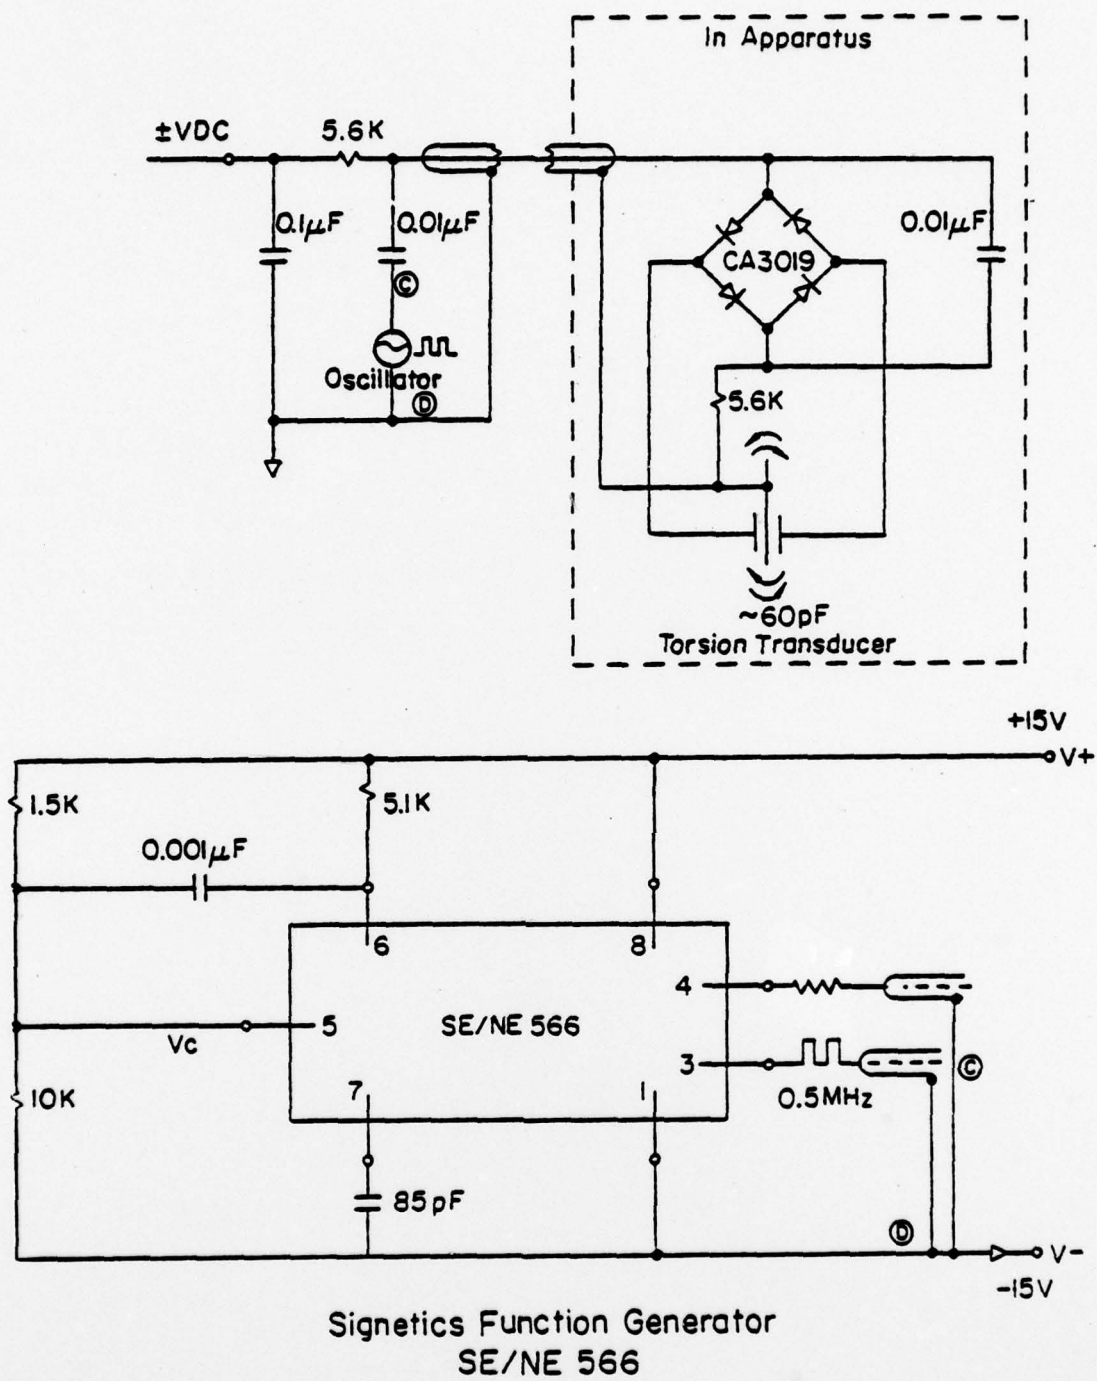 In Apparatus
±VDC
5.6K
0.1µF
0.01µF
CA3019
0.01µF
C
Oscillator
D
5.6K
~60pF
Torsion Transducer
+15V
V+
1.5K
5.1K
0.001µF
6
8
4
5
SE/NE 566
Vc
3
C
7
1
0.5MHz
10K
85pF
D
V-
-15V
Signetics Function Generator
SE/NE 566